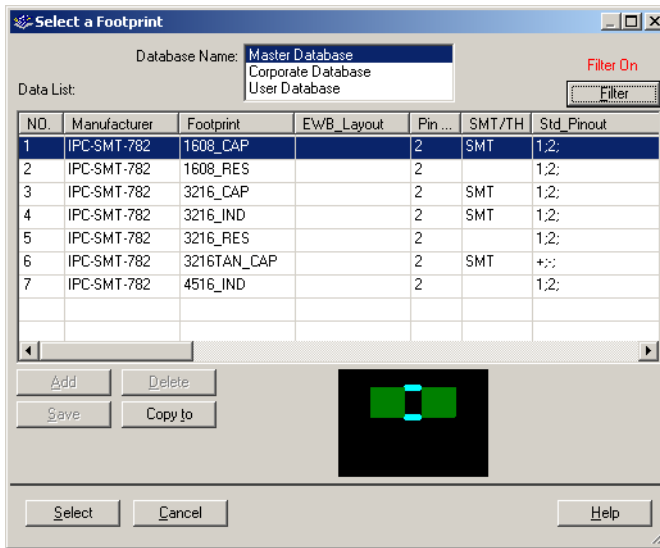 Select a Footprint
Database Name: Master Database
Corporate Database
User Database
Filter On
Data List:
Filter
NO. Manufacturer Footprint EWB_Layout Pin ... SMT/TH Std_Pinout
1 IPC-SMT-782 1608_CAP 2 SMT 1;2;
2 IPC-SMT-782 1608_RES 2 1;2;
3 IPC-SMT-782 3216_CAP 2 SMT 1;2;
4 IPC-SMT-782 3216_IND 2 SMT 1;2;
5 IPC-SMT-782 3216_RES 2 1;2;
6 IPC-SMT-782 3216TAN_CAP 2 SMT +;-;
7 IPC-SMT-782 4516_IND 2 1;2;
Add Delete
Save Copy to
Select Cancel Help